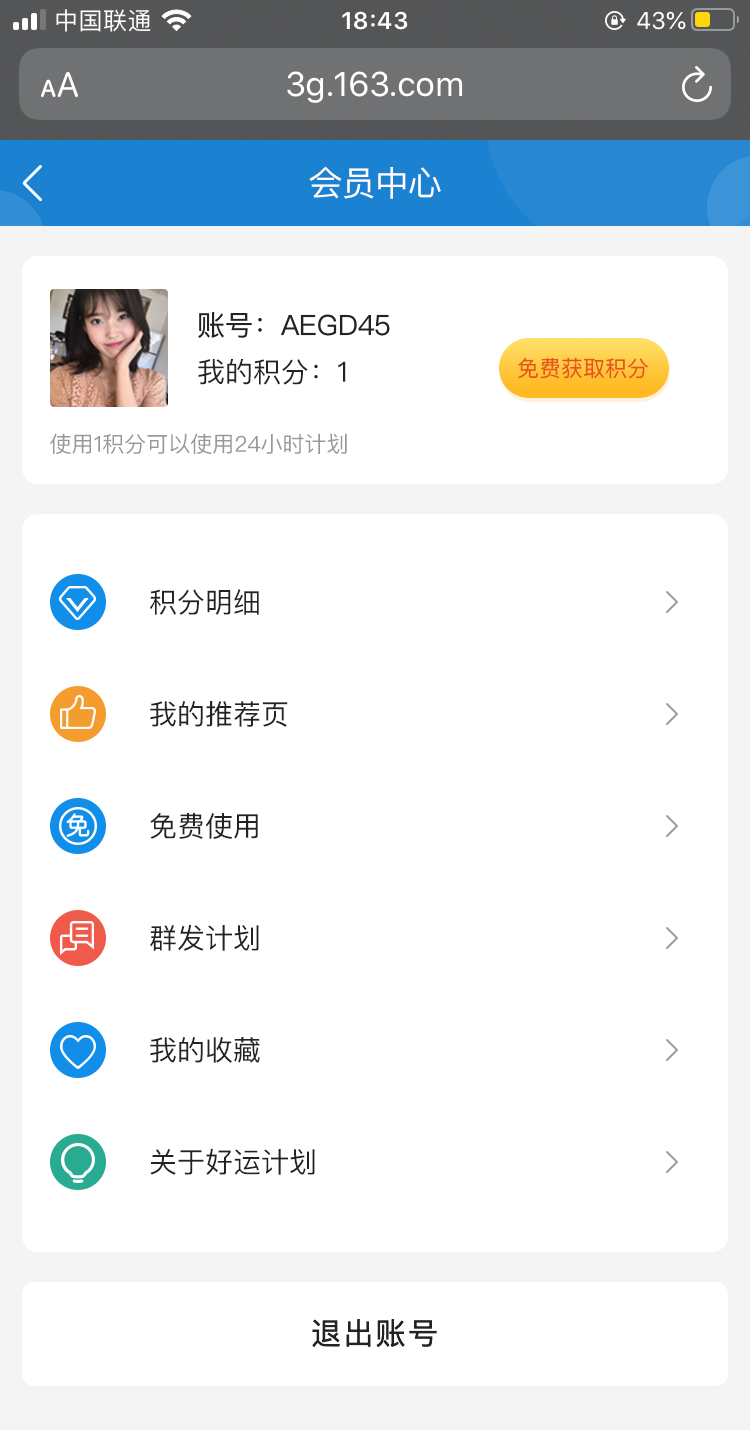 中国联通 18:43 43%
AA 3g.163.com
会员中心
账号：AEGD45
我的积分：1
免费获取积分
使用1积分可以使用24小时计划
积分明细
我的推荐页
免 免费使用
群发计划
我的收藏
关于好运计划
退出账号